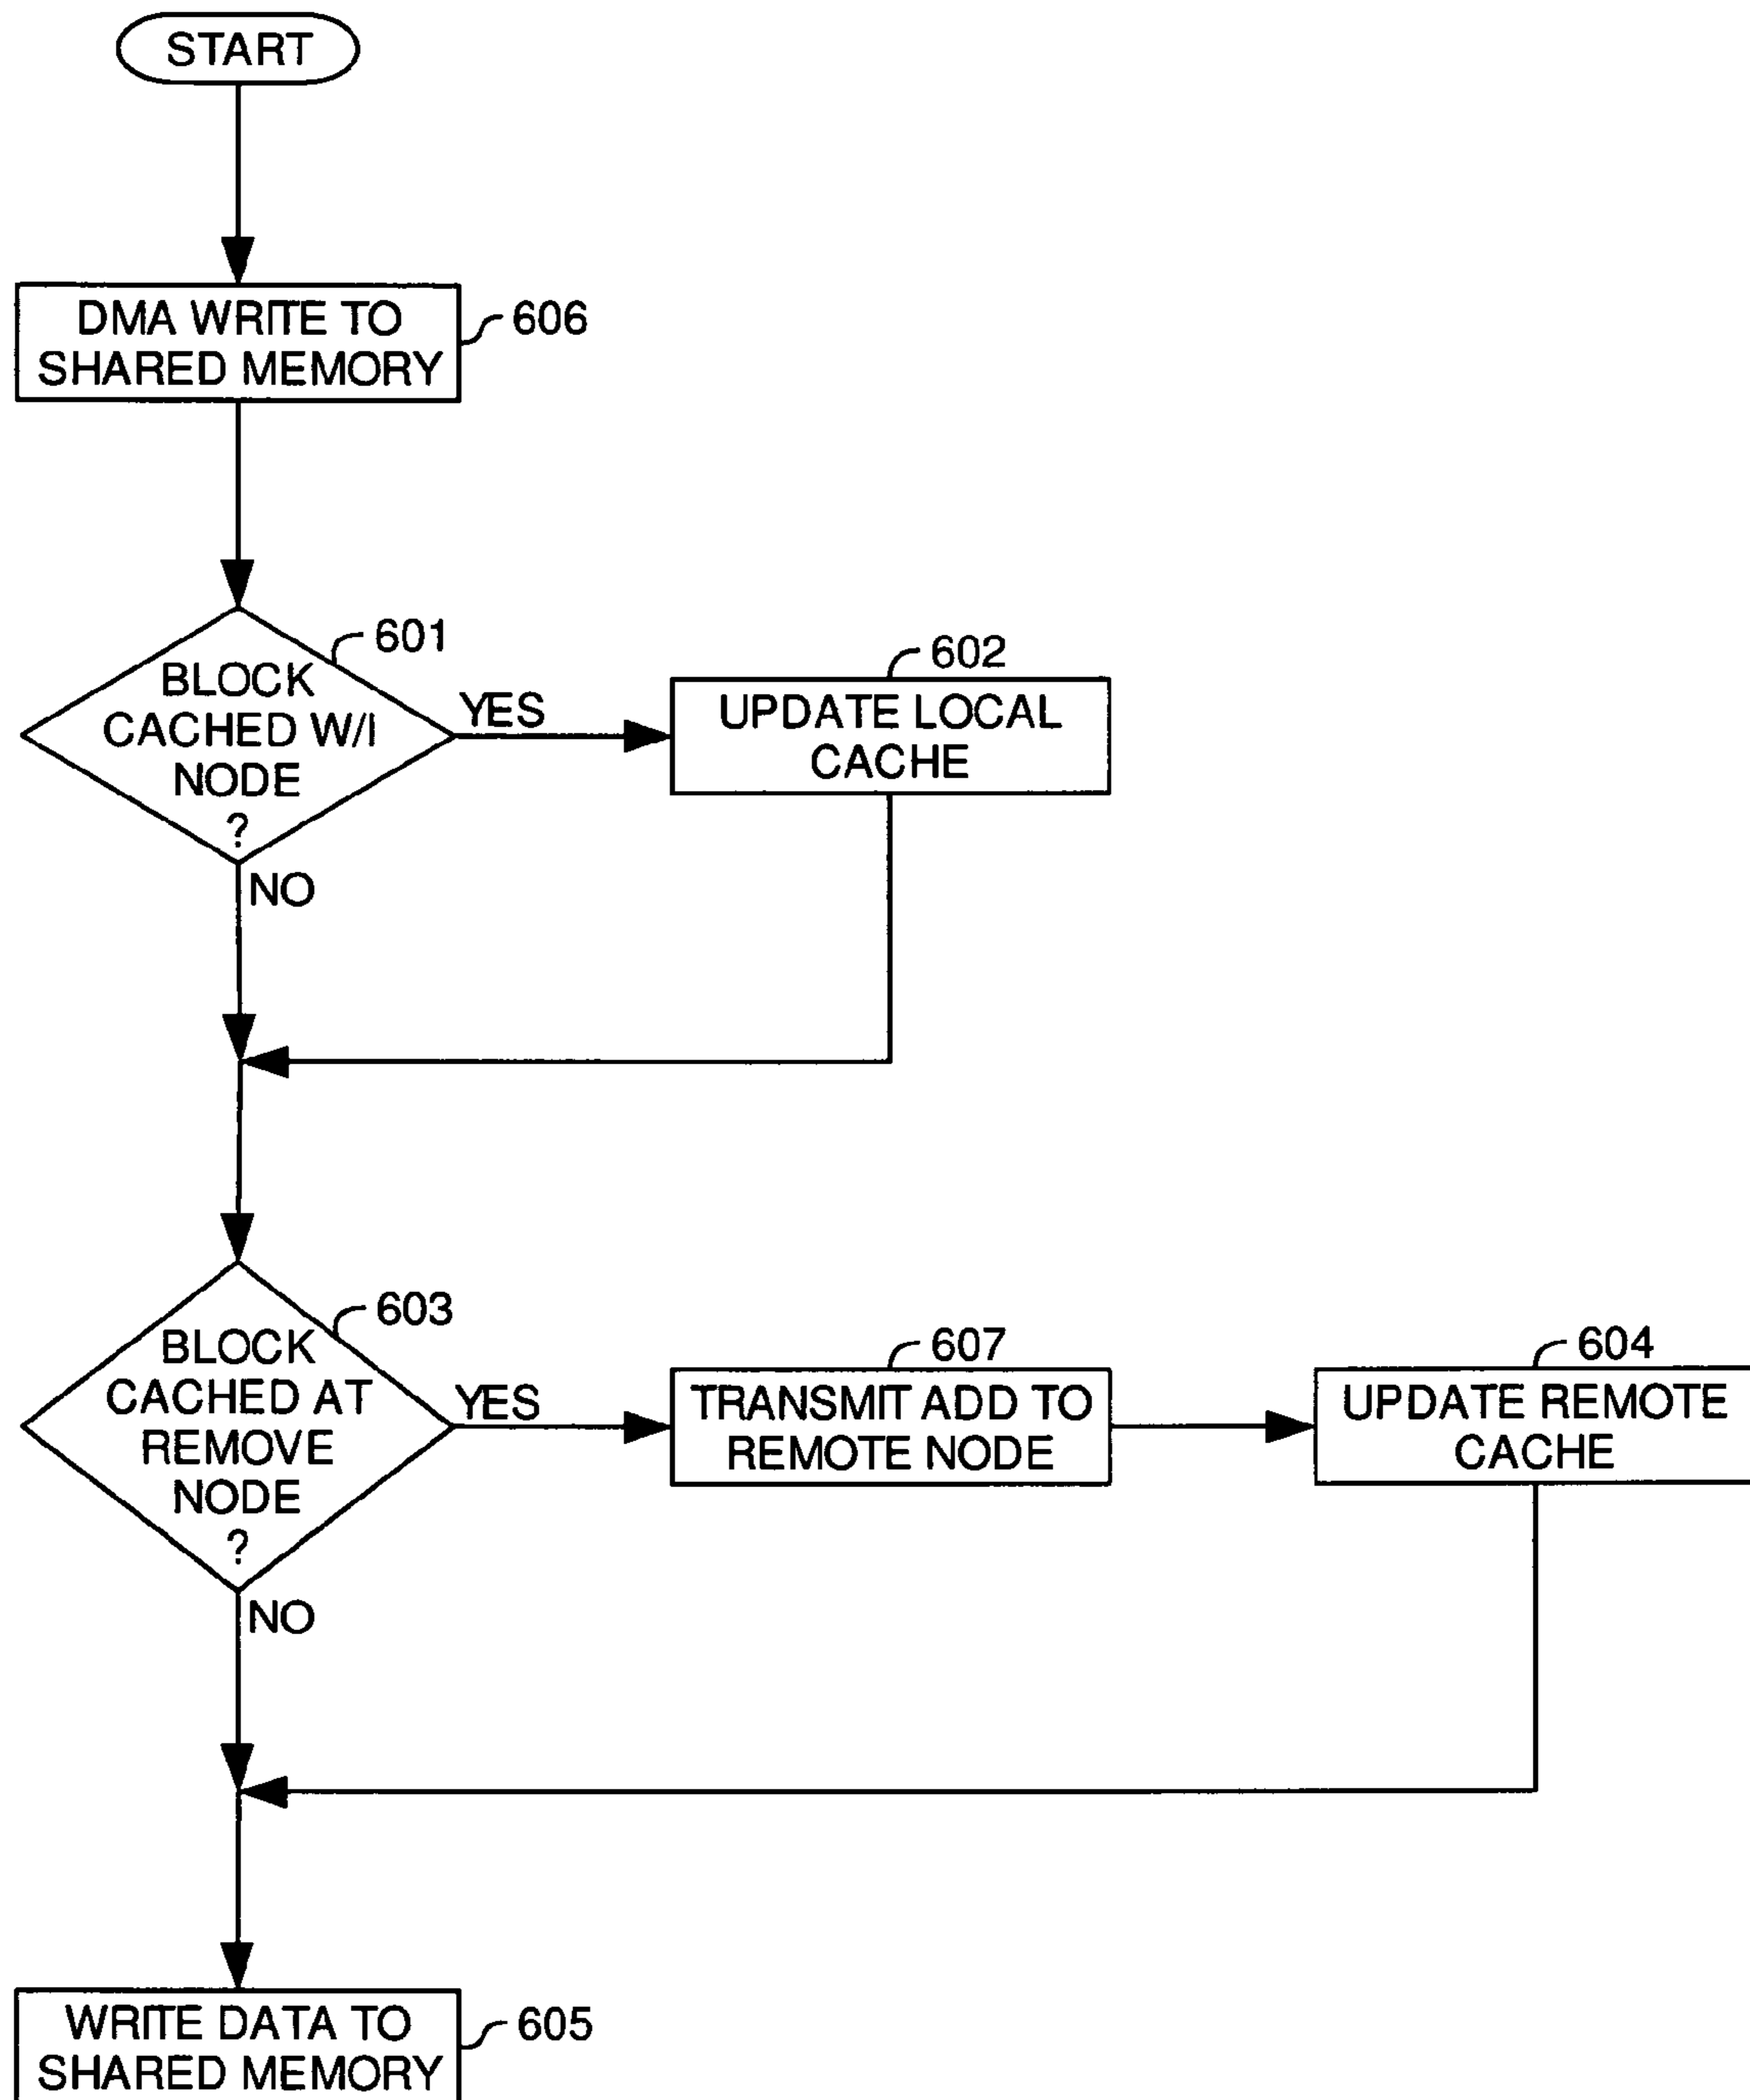 START
DMA WRITE TO
SHARED MEMORY
606
601
BLOCK
CACHED W/I
NODE
?
YES
602
UPDATE LOCAL
CACHE
NO
603
BLOCK
CACHED AT
REMOVE
NODE
?
YES
607
TRANSMIT ADD TO
REMOTE NODE
604
UPDATE REMOTE
CACHE
NO
WRITE DATA TO
SHARED MEMORY
605